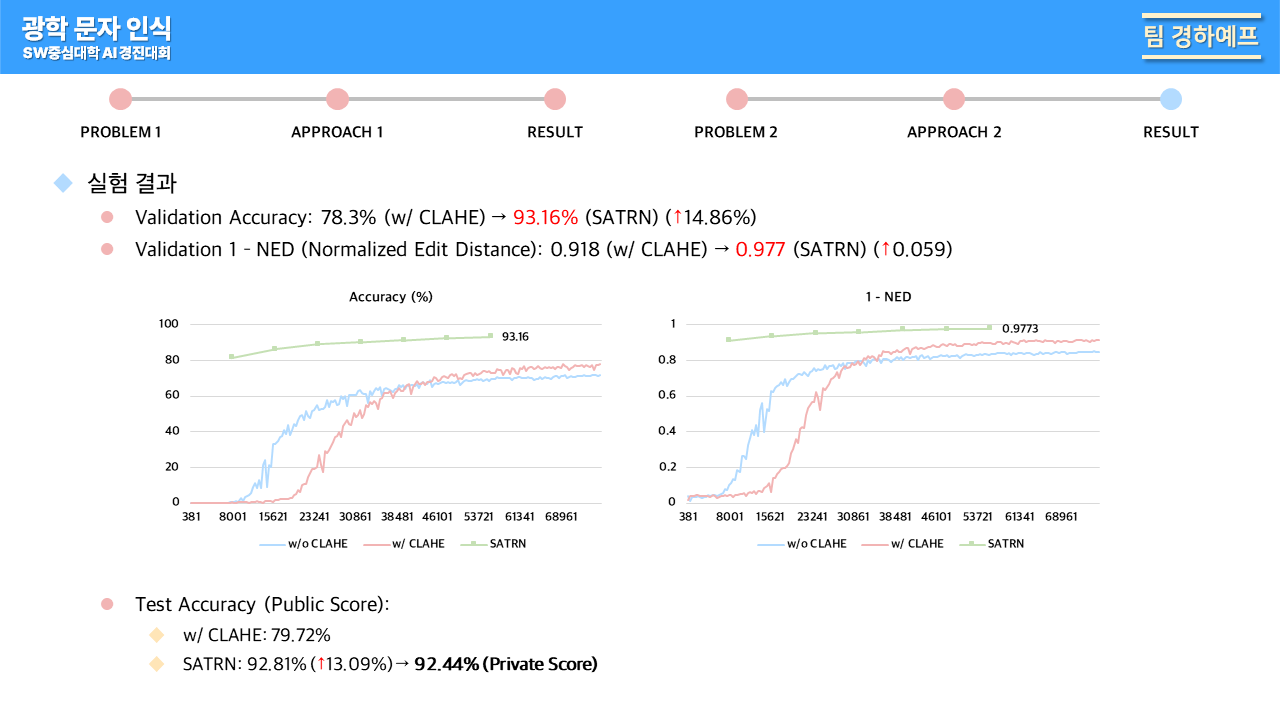 광학 문자 인식
SW중심대학 AI 경진대회
팀 경하예프
PROBLEM 1
APPROACH 1
RESULT
PROBLEM 2
APPROACH 2
RESULT
실험 결과
Validation Accuracy: 78.3% (w/ CLAHE) → 93.16% (SATRN) (↑14.86%)
Validation 1 - NED (Normalized Edit Distance): 0.918 (w/ CLAHE) → 0.977 (SATRN) (↑0.059)
Accuracy (%)
100
80
60
40
20
0
93.16
381 8001 15621 23241 30861 38481 46101 53721 61341 68961
w/o CLAHE w/ CLAHE SATRN
1 - NED
1
0.8
0.6
0.4
0.2
0
0.9773
381 8001 15621 23241 30861 38481 46101 53721 61341 68961
w/o CLAHE w/ CLAHE SATRN
Test Accuracy (Public Score):
w/ CLAHE: 79.72%
SATRN: 92.81% (↑13.09%) → 92.44% (Private Score)